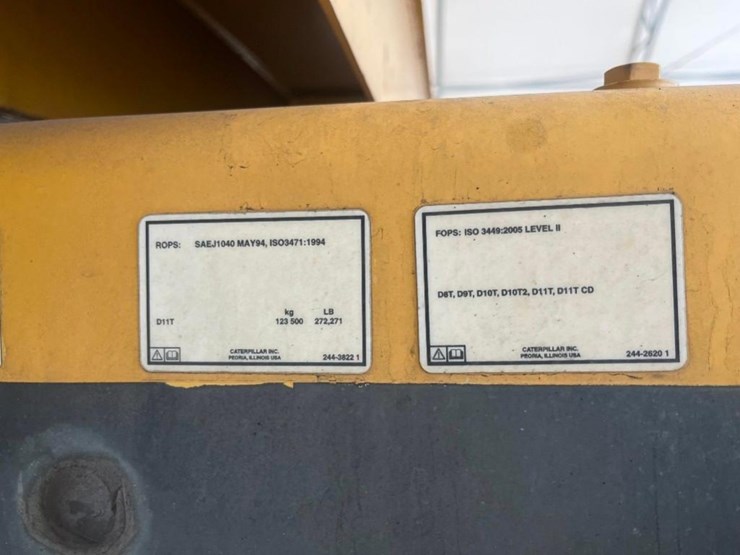 ROPS: SAEJ1040 MAY94, ISO3471:1994
kg LB
D11T 123 500 272,271
CATERPILLAR INC.
PEORIA, ILLINOIS USA
244-3822 1
FOPS: ISO 3449:2005 LEVEL II
D8T, D9T, D10T, D10T2, D11T, D11T CD
CATERPILLAR INC.
PEORIA, ILLINOIS USA
244-2620 1